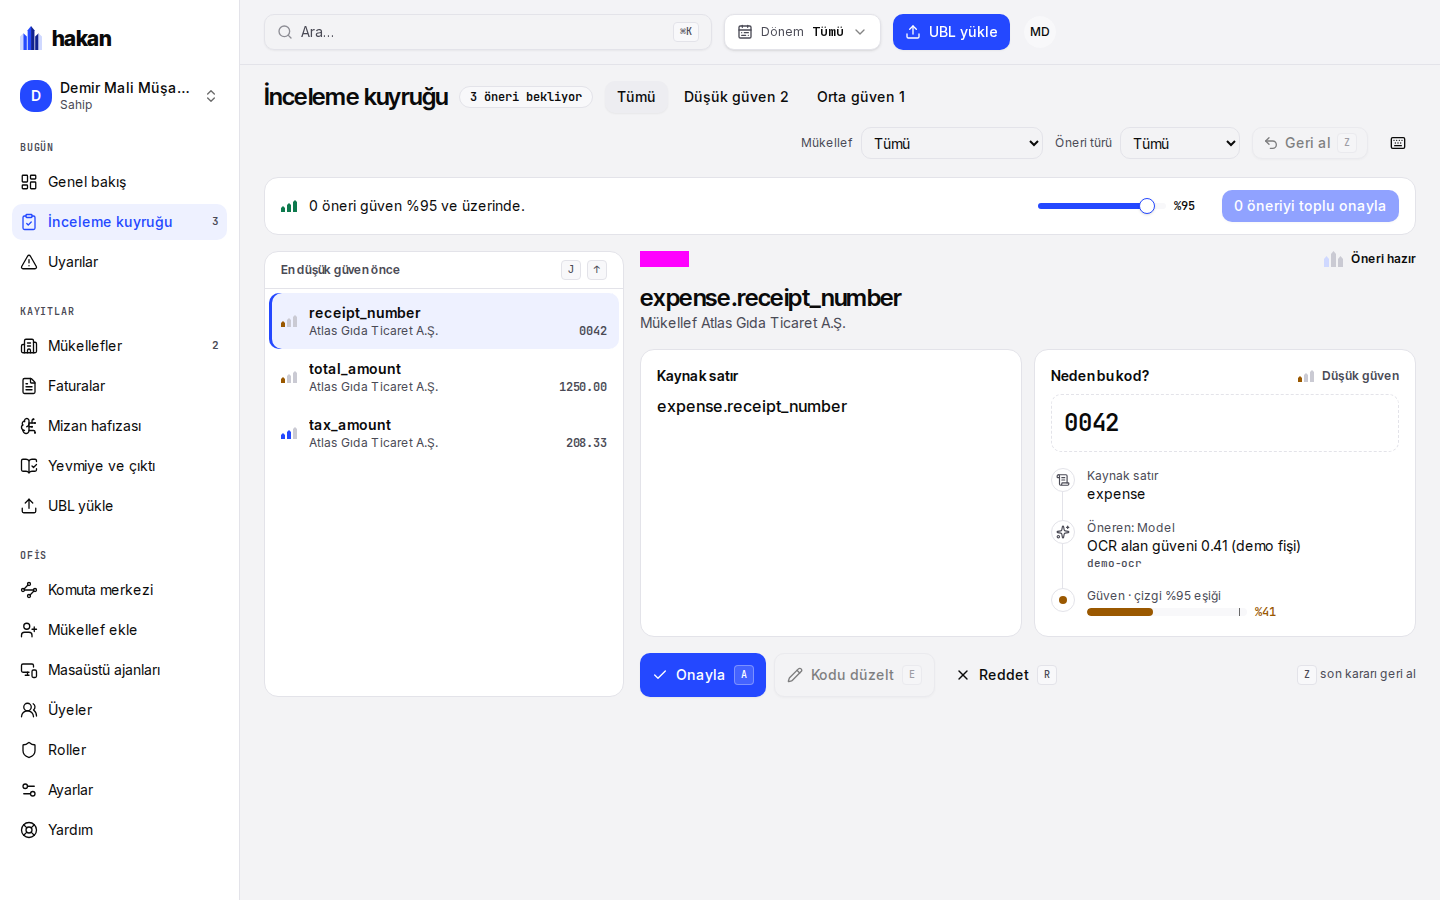 hakan
Ara...
⌘K
Dönem Tümü
UBL yükle
MD
D
Demir Mali Müşa...
Sahip
BUGÜN
Genel bakış
İnceleme kuyruğu 3
Uyarılar
KAYITLAR
Mükellefler 2
Faturalar
Mizan hafızası
Yevmiye ve çıktı
UBL yükle
OFİS
Komuta merkezi
Mükellef ekle
Masaüstü ajanları
Üyeler
Roller
Ayarlar
Yardım
İnceleme kuyruğu
3 öneri bekliyor
Tümü
Düşük güven 2
Orta güven 1
Mükellef Tümü
Öneri türü Tümü
Geri al Z
0 öneri güven %95 ve üzerinde.
%95
0 öneriyi toplu onayla
En düşük güven önce J ↑
receipt_number
Atlas Gıda Ticaret A.Ş. 0042
total_amount
Atlas Gıda Ticaret A.Ş. 1250.00
tax_amount
Atlas Gıda Ticaret A.Ş. 208.33
Öneri hazır
expense.receipt_number
Mükellef Atlas Gıda Ticaret A.Ş.
Kaynak satır
expense.receipt_number
Neden bu kod? Düşük güven
0042
Kaynak satır
expense
Öneren: Model
OCR alan güveni 0.41 (demo fişi)
demo-ocr
Güven · çizgi %95 eşiği
%41
Onayla A
Kodu düzelt E
Reddet R
Z son kararı geri al